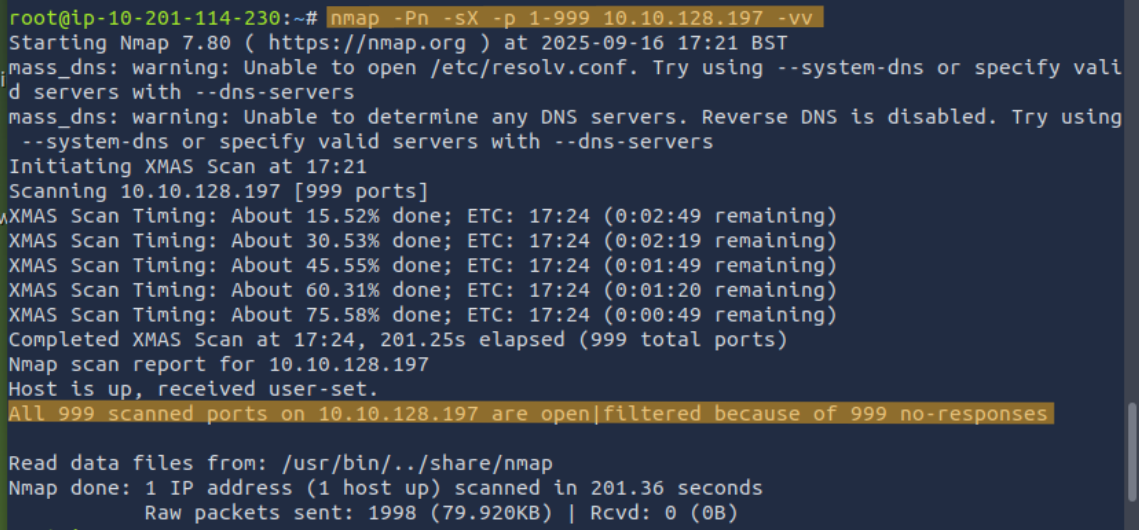 root@ip-10-201-114-230:~# nmap -Pn -sX -p 1-999 10.10.128.197 -vv
Starting Nmap 7.80 ( https://nmap.org ) at 2025-09-16 17:21 BST
mass_dns: warning: Unable to open /etc/resolv.conf. Try using --system-dns or specify vali
d servers with --dns-servers
mass_dns: warning: Unable to determine any DNS servers. Reverse DNS is disabled. Try using
 --system-dns or specify valid servers with --dns-servers
Initiating XMAS Scan at 17:21
Scanning 10.10.128.197 [999 ports]
XMAS Scan Timing: About 15.52% done; ETC: 17:24 (0:02:49 remaining)
XMAS Scan Timing: About 30.53% done; ETC: 17:24 (0:02:19 remaining)
XMAS Scan Timing: About 45.55% done; ETC: 17:24 (0:01:49 remaining)
XMAS Scan Timing: About 60.31% done; ETC: 17:24 (0:01:20 remaining)
XMAS Scan Timing: About 75.58% done; ETC: 17:24 (0:00:49 remaining)
Completed XMAS Scan at 17:24, 201.25s elapsed (999 total ports)
Nmap scan report for 10.10.128.197
Host is up, received user-set.
All 999 scanned ports on 10.10.128.197 are open|filtered because of 999 no-responses

Read data files from: /usr/bin/../share/nmap
Nmap done: 1 IP address (1 host up) scanned in 201.36 seconds
           Raw packets sent: 1998 (79.920KB) | Rcvd: 0 (0B)